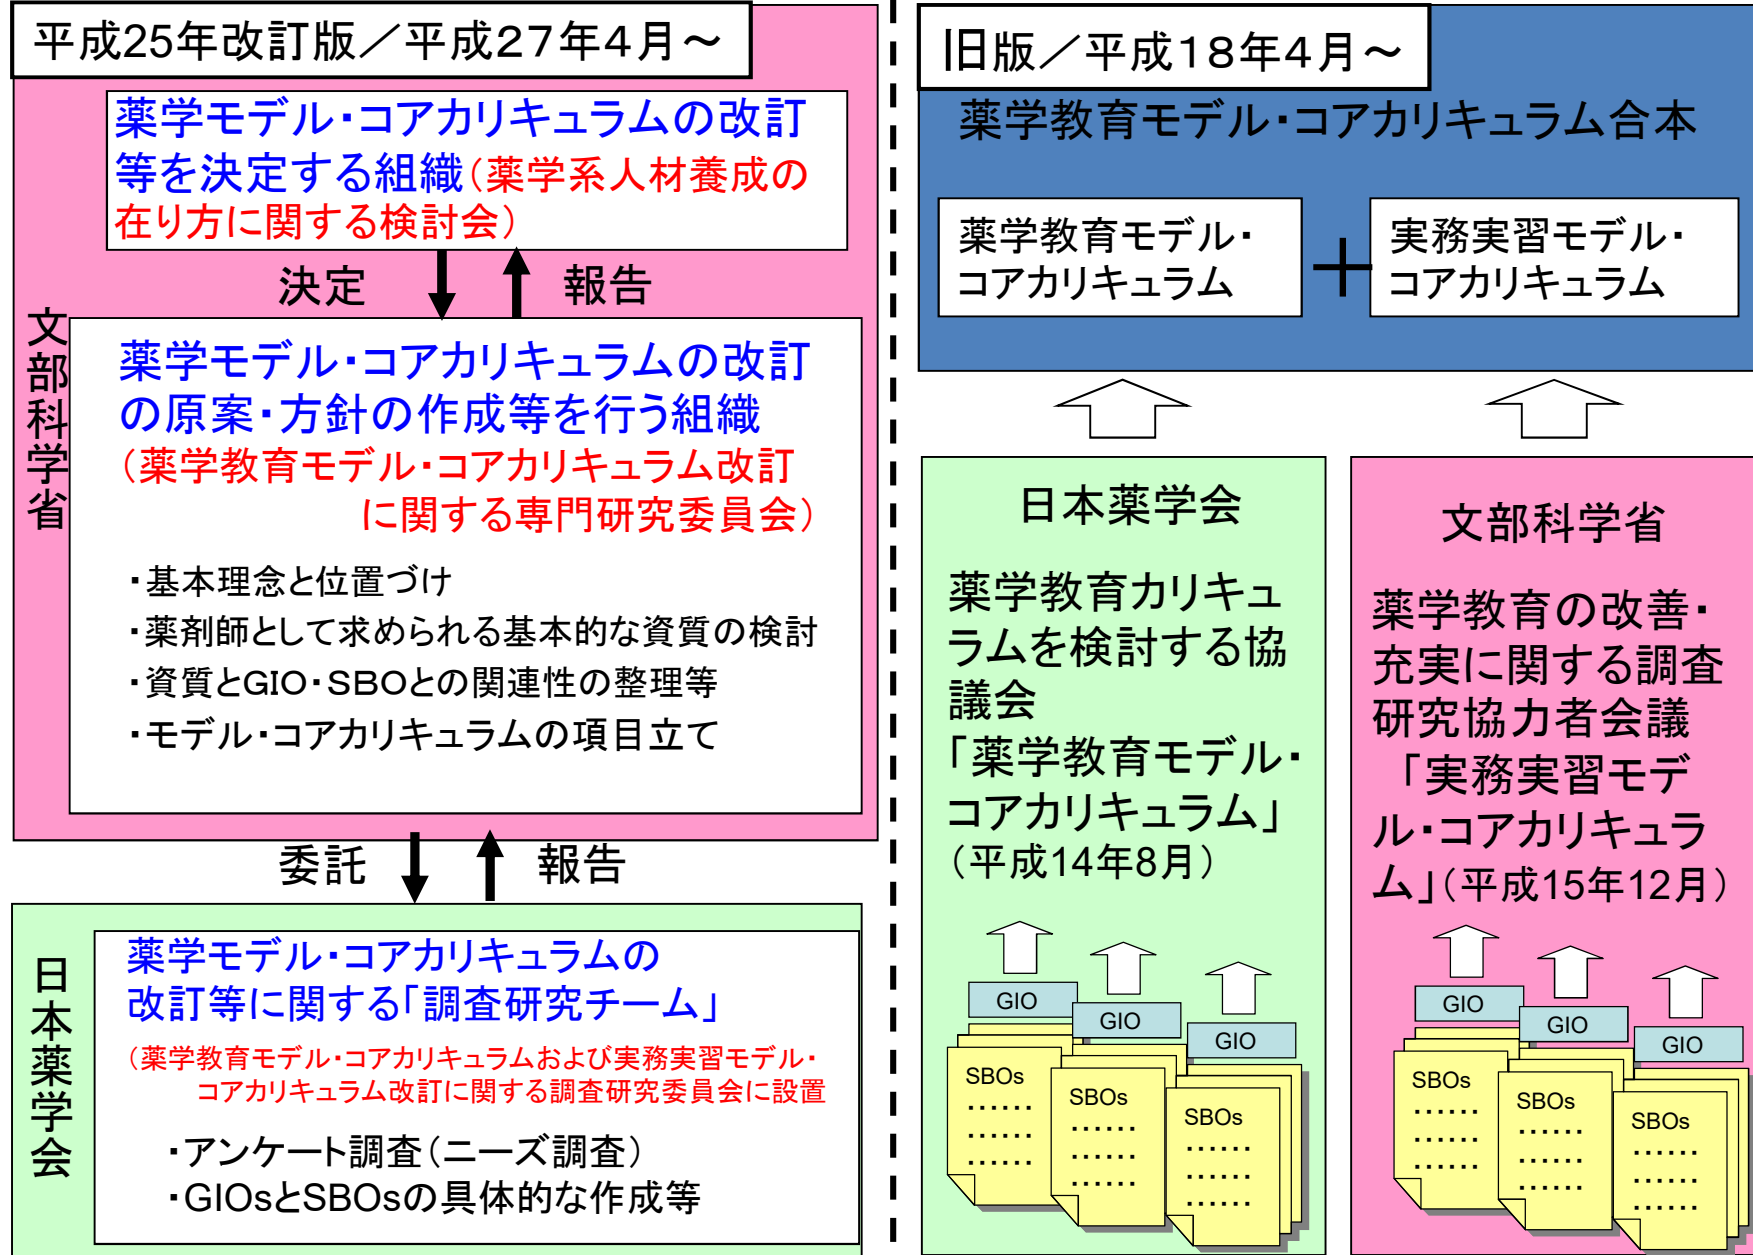 平成25年改訂版／平成27年4月～
薬学モデル・コアカリキュラムの改訂
等を決定する組織（薬学系人材養成の
在り方に関する検討会）
決定
報告
文部科学省
薬学モデル・コアカリキュラムの改訂
の原案・方針の作成等を行う組織
（薬学教育モデル・コアカリキュラム改訂
に関する専門研究委員会）
・基本理念と位置づけ
・薬剤師として求められる基本的な資質の検討
・資質とGIO・SBOとの関連性の整理等
・モデル・コアカリキュラムの項目立て
委託
報告
日本薬学会
薬学モデル・コアカリキュラムの
改訂等に関する「調査研究チーム」
（薬学教育モデル・コアカリキュラムおよび実務実習モデル・
コアカリキュラム改訂に関する調査研究委員会に設置
・アンケート調査（ニーズ調査）
・GIOsとSBOsの具体的な作成等
旧版／平成18年4月～
薬学教育モデル・コアカリキュラム合本
薬学教育モデル・
コアカリキュラム
＋
実務実習モデル・
コアカリキュラム
日本薬学会
薬学教育カリキュ
ラムを検討する協
議会
「薬学教育モデル・
コアカリキュラム」
（平成14年8月）
GIO
GIO
GIO
SBOs
……
……
……
SBOs
……
……
……
SBOs
……
……
……
文部科学省
薬学教育の改善・
充実に関する調査
研究協力者会議
「実務実習モデ
ル・コアカリキュラ
ム」（平成15年12月）
GIO
GIO
GIO
SBOs
……
……
……
SBOs
……
……
……
SBOs
……
……
……